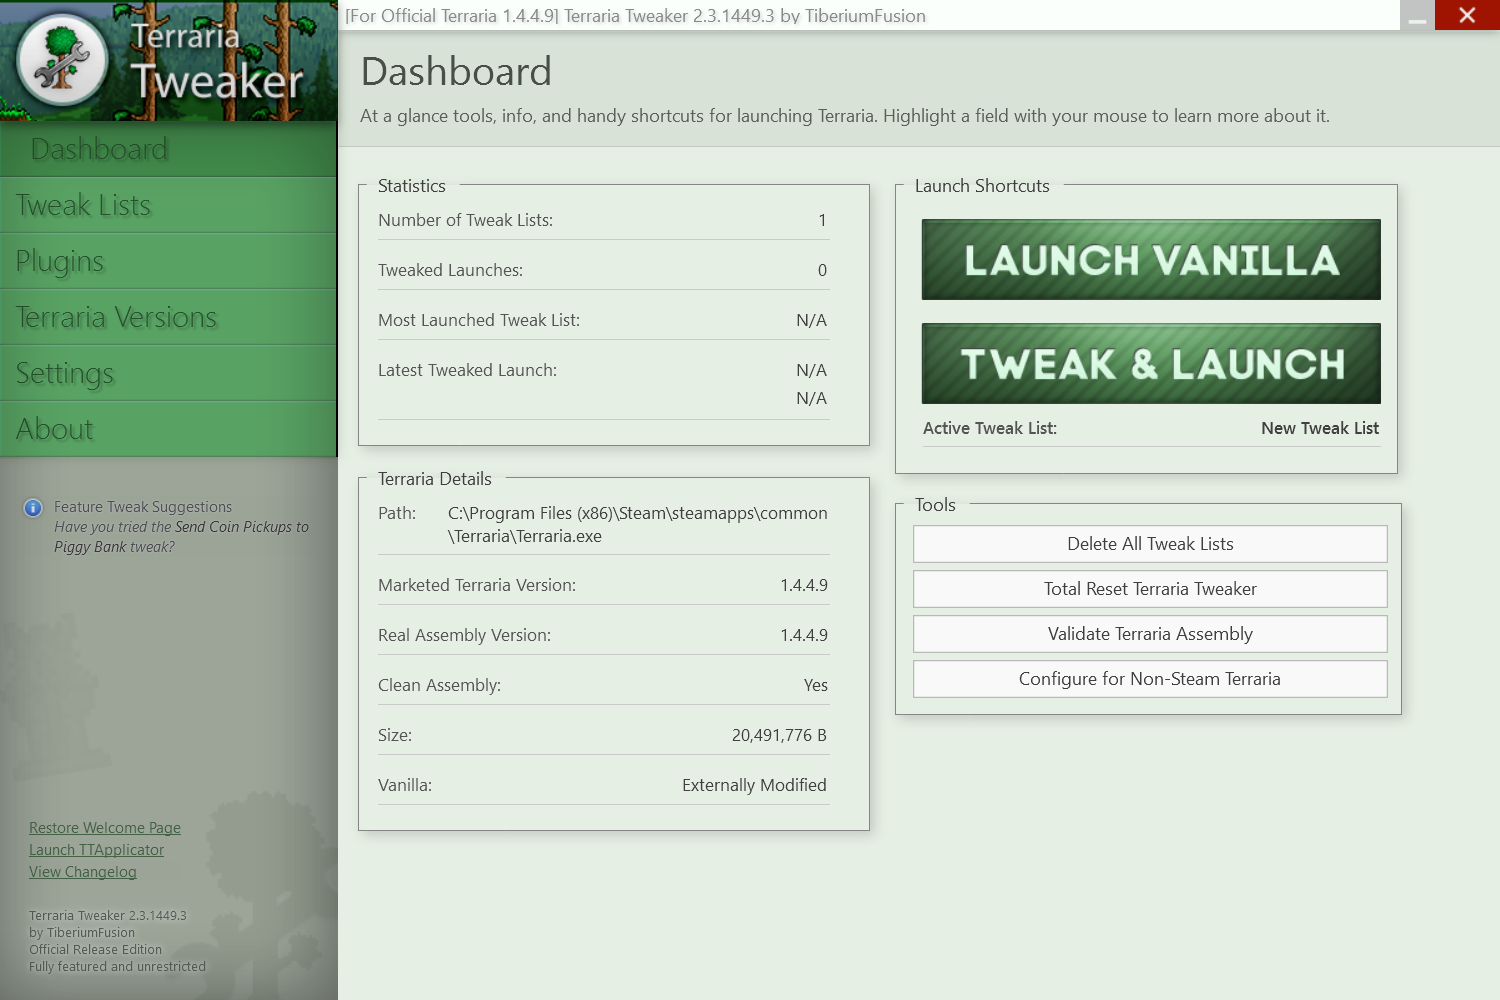 Terraria
Tweaker
[For Official Terraria 1.4.4.9] Terraria Tweaker 2.3.1449.3 by TiberiumFusion
Dashboard
Tweak Lists
Plugins
Terraria Versions
Settings
About
Feature Tweak Suggestions
Have you tried the Send Coin Pickups to
Piggy Bank tweak?
Restore Welcome Page
Launch TTApplicator
View Changelog
Terraria Tweaker 2.3.1449.3
by TiberiumFusion
Official Release Edition
Fully featured and unrestricted
Dashboard
At a glance tools, info, and handy shortcuts for launching Terraria. Highlight a field with your mouse to learn more about it.
Statistics
Number of Tweak Lists: 1
Tweaked Launches: 0
Most Launched Tweak List: N/A
Latest Tweaked Launch: N/A
N/A
Terraria Details
Path: C:\Program Files (x86)\Steam\steamapps\common
\Terraria\Terraria.exe
Marketed Terraria Version: 1.4.4.9
Real Assembly Version: 1.4.4.9
Clean Assembly: Yes
Size: 20,491,776 B
Vanilla: Externally Modified
Launch Shortcuts
LAUNCH VANILLA
TWEAK & LAUNCH
Active Tweak List: New Tweak List
Tools
Delete All Tweak Lists
Total Reset Terraria Tweaker
Validate Terraria Assembly
Configure for Non-Steam Terraria